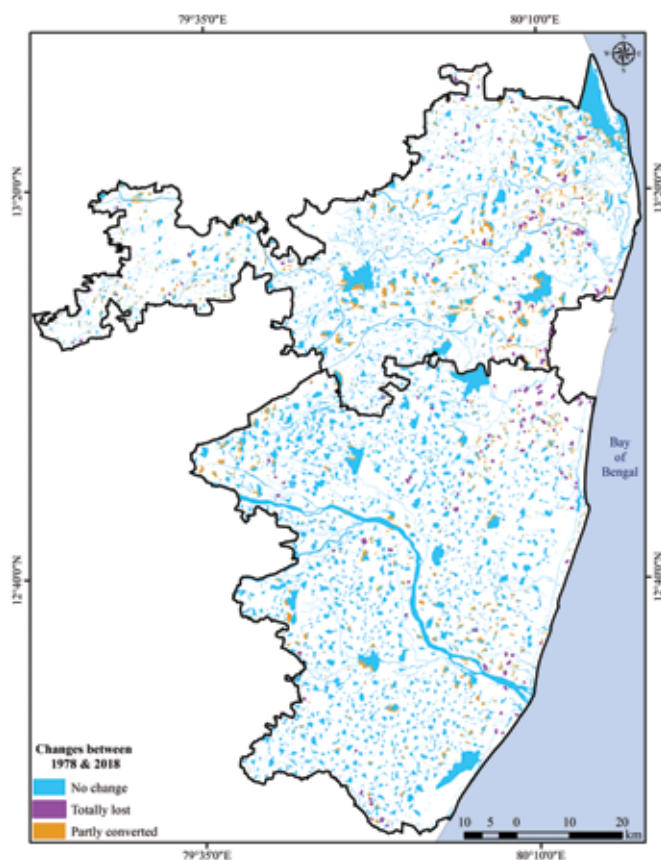 79°35'0"E 80°10'0"E
13°20'0"N 13°20'0"N
Bay
of
Bengal
12°40'0"N 12°40'0"N
Changes between
1978 & 2018
No change
Totally lost
Partly converted
10 5 0 10 20
km
79°35'0"E 80°10'0"E